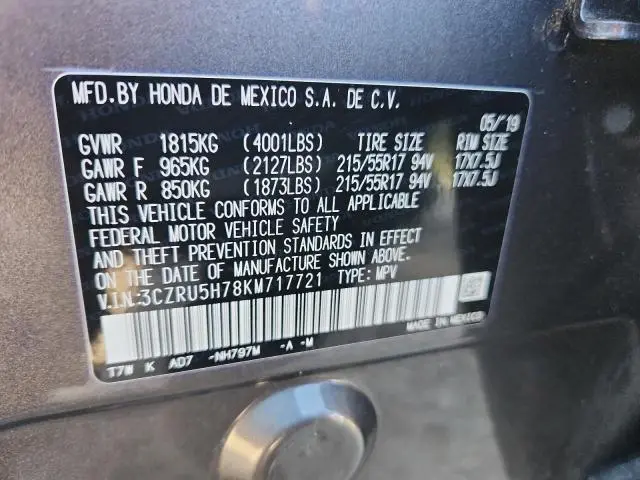 MFD.BY HONDA DE MEXICO S.A. DE C.V.
05/'19
GVWR 1815KG (4001LBS) TIRE SIZE RIM SIZE
GAWR F 965KG (2127LBS) 215/55R17 94V 17X7.5J
GAWR R 850KG (1873LBS) 215/55R17 94V 17X7.5J
THIS VEHICLE CONFORMS TO ALL APPLICABLE
FEDERAL MOTOR VEHICLE SAFETY
AND THEFT PREVENTION STANDARDS IN EFFECT
ON THE DATE OF MANUFACTURE SHOWN ABOVE.
V.I.N.:3CZRU5H78KM717721 TYPE: MPV
MADE IN MEXICO
T7W K AD7 -NH797M -A -M